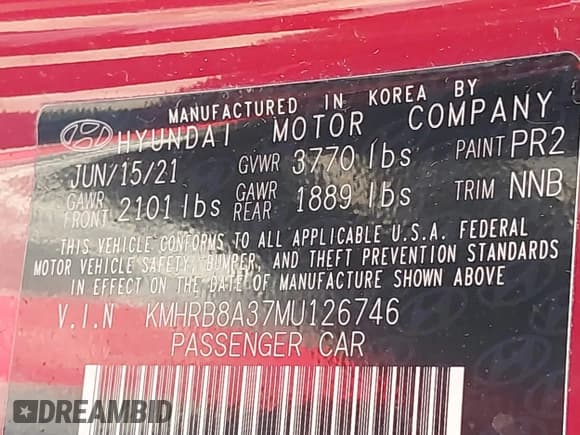 MANUFACTURED IN KOREA BY
HYUNDAI MOTOR COMPANY
JUN/15/21 GVWR 3770 lbs PAINT PR2
GAWR FRONT 2101 lbs GAWR REAR 1889 lbs TRIM NNB
THIS VEHICLE CONFORMS TO ALL APPLICABLE U.S.A. FEDERAL
MOTOR VEHICLE SAFETY, BUMPER, AND THEFT PREVENTION STANDARDS
IN EFFECT ON THE DATE OF MANUFACTURE SHOWN ABOVE
V.I.N KMHRB8A37MU126746
PASSENGER CAR
DREAMBID